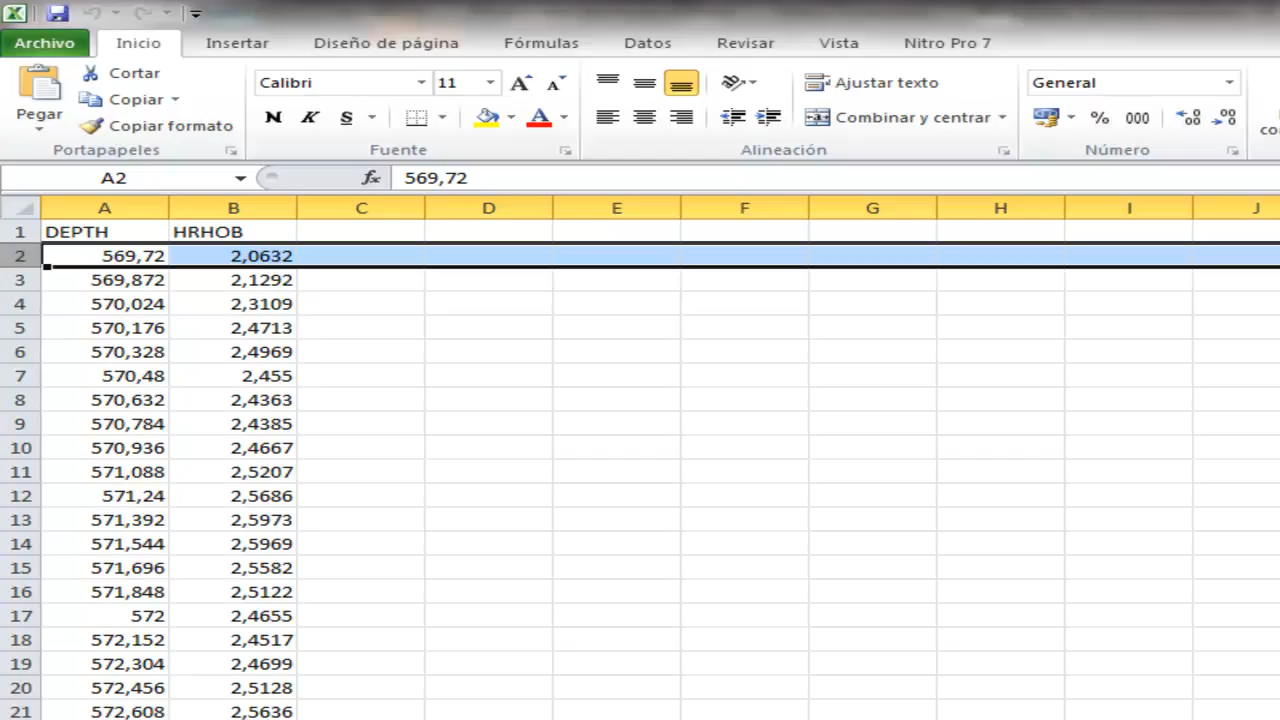 Archivo Inicio Insertar Diseño de página Fórmulas Datos Revisar Vista Nitro Pro 7
Pegar
Cortar
Copiar
Copiar formato
Portapapeles
Calibri 11
N K S
Fuente
Ajustar texto
Combinar y centrar
Alineación
General
% 000
Número
A2 fx 569,72
A B C D E F G H I J
1 DEPTH HRHOB
2 569,72 2,0632
3 569,872 2,1292
4 570,024 2,3109
5 570,176 2,4713
6 570,328 2,4969
7 570,48 2,455
8 570,632 2,4363
9 570,784 2,4385
10 570,936 2,4667
11 571,088 2,5207
12 571,24 2,5686
13 571,392 2,5973
14 571,544 2,5969
15 571,696 2,5582
16 571,848 2,5122
17 572 2,4655
18 572,152 2,4517
19 572,304 2,4699
20 572,456 2,5128
21 572,608 2,5636